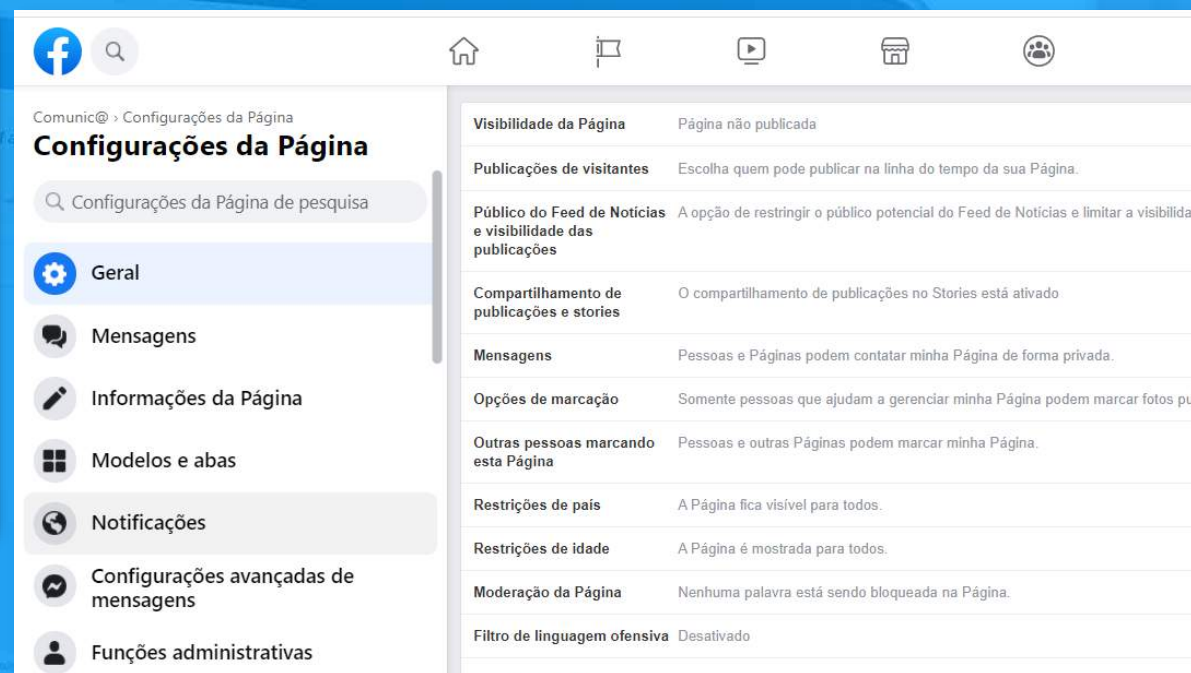 Comunic@ › Configurações da Página
Configurações da Página
Configurações da Página de pesquisa
Geral
Mensagens
Informações da Página
Modelos e abas
Notificações
Configurações avançadas de
mensagens
Funções administrativas
Visibilidade da Página Página não publicada
Publicações de visitantes Escolha quem pode publicar na linha do tempo da sua Página.
Público do Feed de Notícias A opção de restringir o público potencial do Feed de Notícias e limitar a
e visibilidade das
publicações
Compartilhamento de O compartilhamento de publicações no Stories está ativado
publicações e stories
Mensagens Pessoas e Páginas podem contatar minha Página de forma privada.
Opções de marcação Somente pessoas que ajudam a gerenciar minha Página podem marcar fotos
Outras pessoas marcando Pessoas e outras Páginas podem marcar minha Página.
esta Página
Restrições de país A Página fica visível para todos.
Restrições de idade A Página é mostrada para todos.
Moderação da Página Nenhuma palavra está sendo bloqueada na Página.
Filtro de linguagem ofensiva Desativado